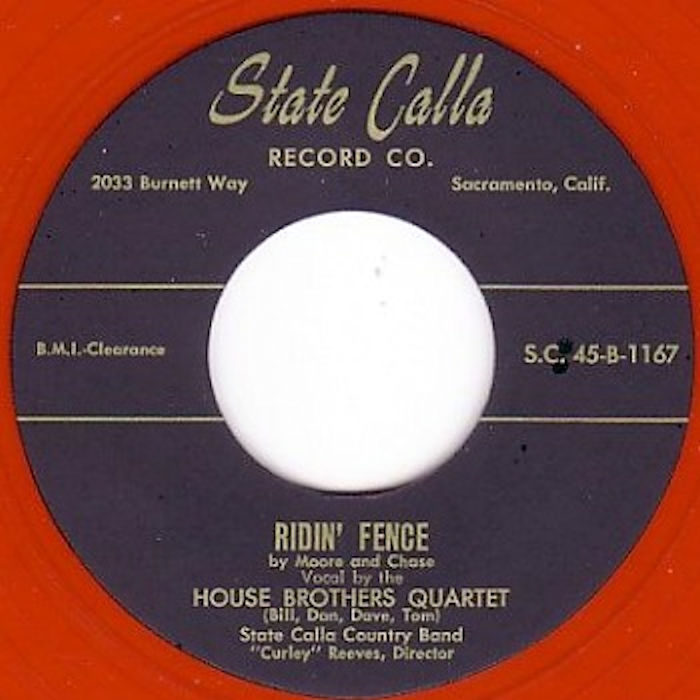 State Calla
RECORD CO.
2033 Burnett Way
Sacramento, Calif.
B.M.I.-Clearance
S.C. 45-B-1167
RIDIN' FENCE
by Moore and Chase
Vocal by the
HOUSE BROTHERS QUARTET
(Bill, Dan, Dave, Tom)
State Calla Country Band
"Curley" Reeves, Director